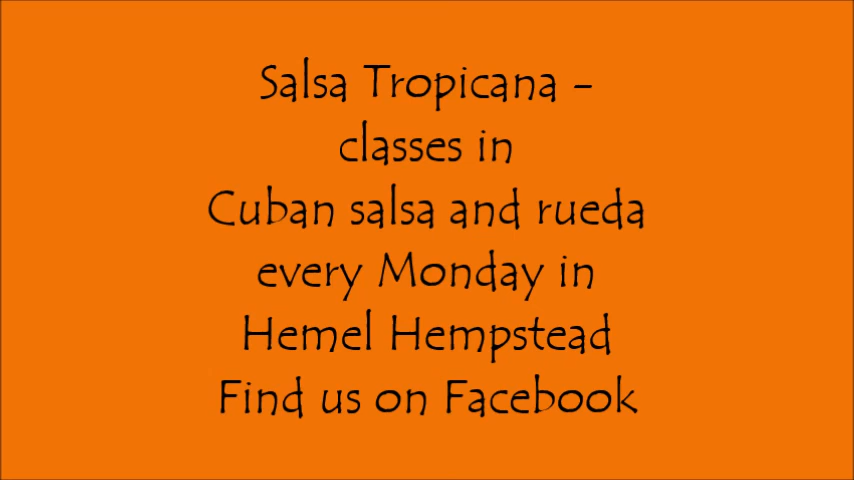 Salsa Tropicana -
classes in
Cuban salsa and rueda
every Monday in
Hemel Hempstead
Find us on Facebook